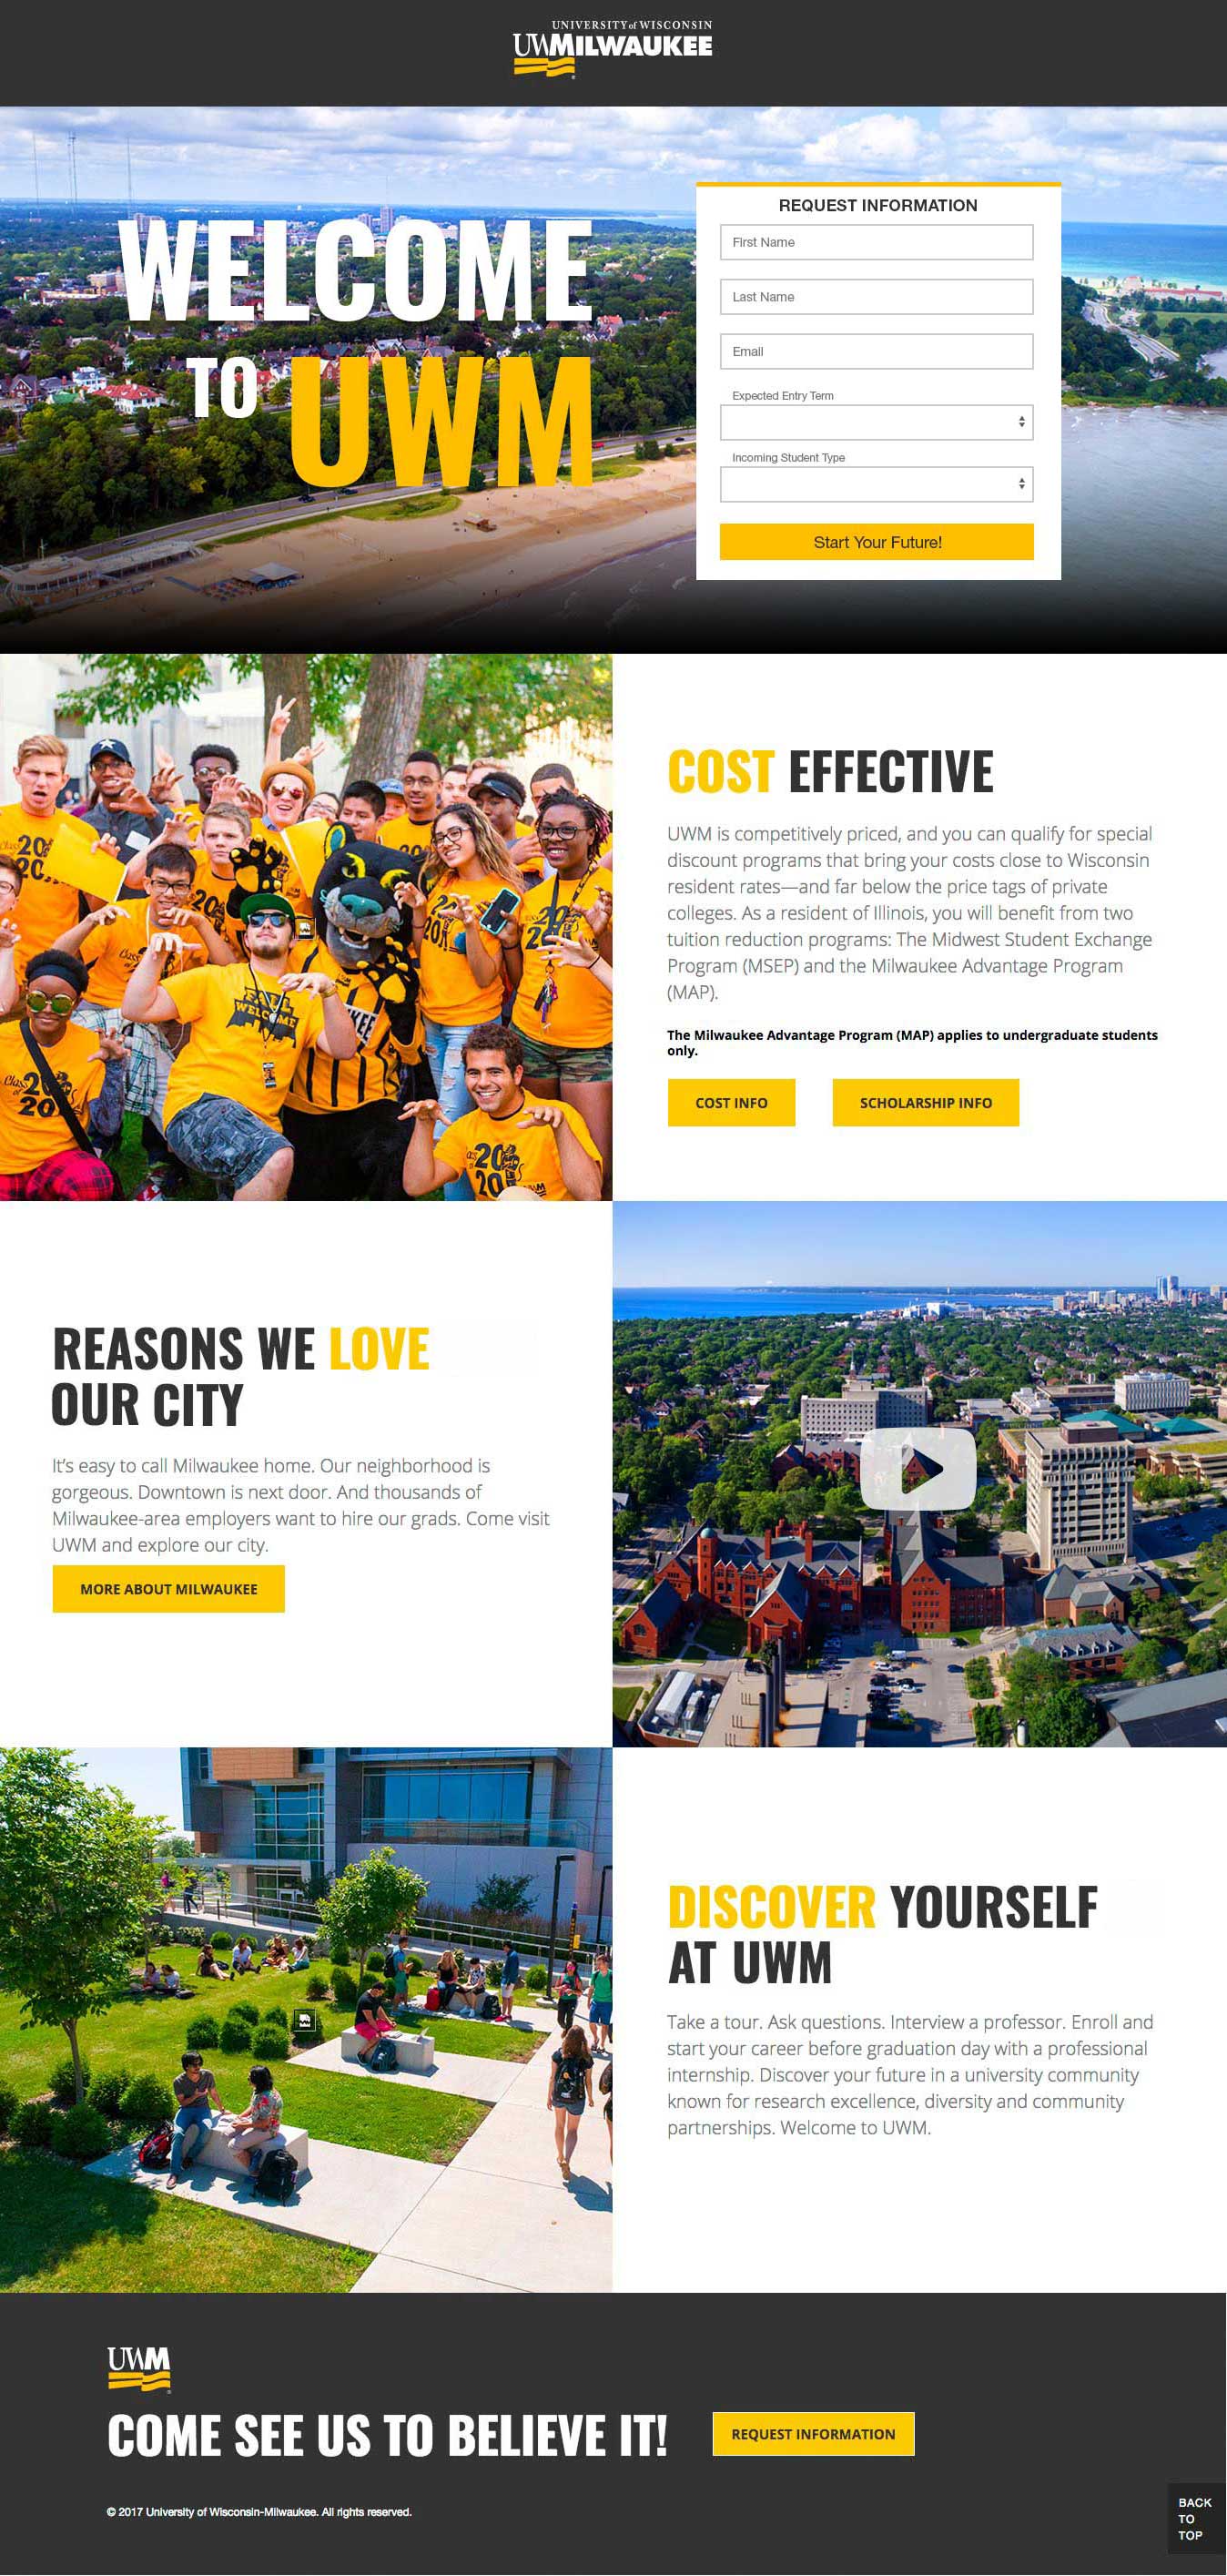 UNIVERSITY of WISCONSIN
UWMILWAUKEE
WELCOME
TO UWM
REQUEST INFORMATION
First Name
Last Name
Email
Expected Entry Term
Incoming Student Type
Start Your Future!
FALL
WELCOME
COST EFFECTIVE
UWM is competitively priced, and you can qualify for special
discount programs that bring your costs close to Wisconsin
resident rates—and far below the price tags of private
colleges. As a resident of Illinois, you will benefit from two
tuition reduction programs: The Midwest Student Exchange
Program (MSEP) and the Milwaukee Advantage Program
(MAP).
The Milwaukee Advantage Program (MAP) applies to undergraduate students
only.
COST INFO
SCHOLARSHIP INFO
REASONS WE LOVE
OUR CITY
It's easy to call Milwaukee home. Our neighborhood is
gorgeous. Downtown is next door. And thousands of
Milwaukee-area employers want to hire our grads. Come visit
UWM and explore our city.
MORE ABOUT MILWAUKEE
DISCOVER YOURSELF
AT UWM
Take a tour. Ask questions. Interview a professor. Enroll and
start your career before graduation day with a professional
internship. Discover your future in a university community
known for research excellence, diversity and community
partnerships. Welcome to UWM.
UWM
COME SEE US TO BELIEVE IT!
REQUEST INFORMATION
© 2017 University of Wisconsin-Milwaukee. All rights reserved.
BACK
TO
TOP